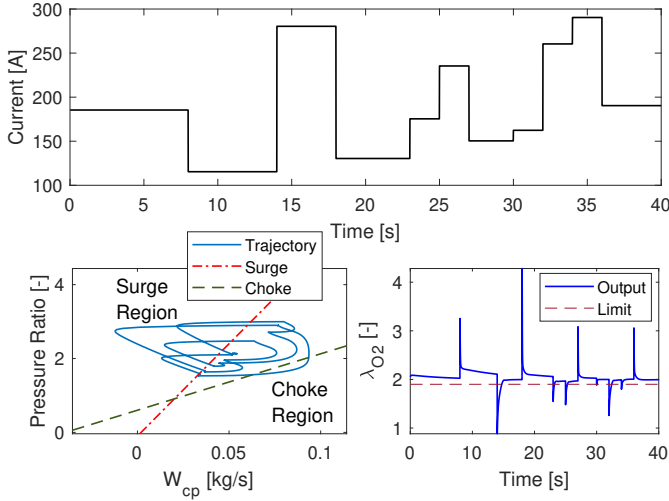 300
250
200
150
100
Current [A]
0 5 10 15 20 25 30 35 40
Time [s]
Trajectory
Surge
Choke
4
2
0
Pressure Ratio [-]
Surge
Region
Choke
Region
0 0.05 0.1
W_cp [kg/s]
Output
Limit
4
3
2
1
λ_O2 [-]
0 10 20 30 40
Time [s]